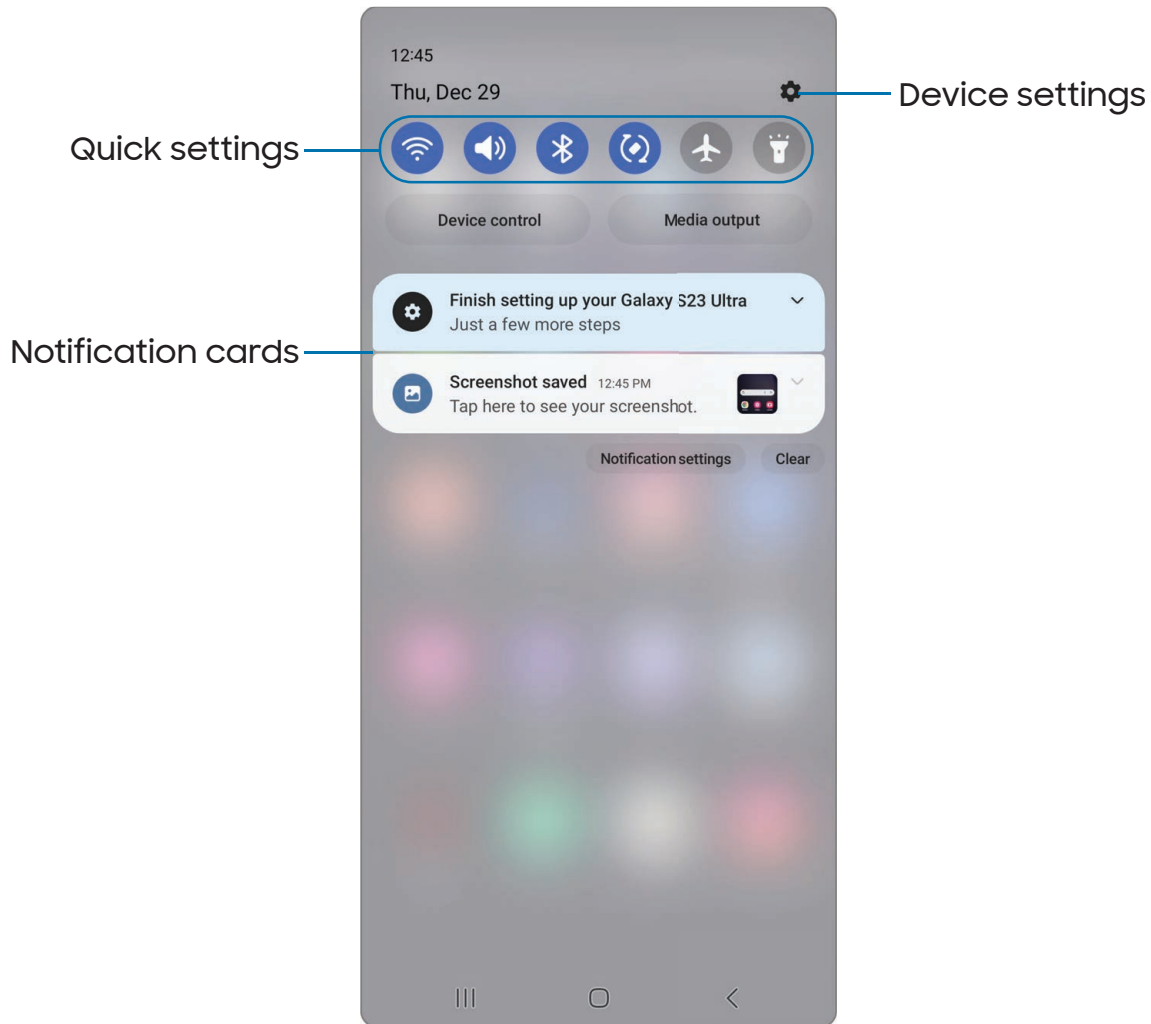 12:45
Thu, Dec 29
Device settings
Quick settings
Device control
Media output
Finish setting up your Galaxy S23 Ultra
Just a few more steps
Notification cards
Screenshot saved 12:45 PM
Tap here to see your screenshot.
Notification settings
Clear